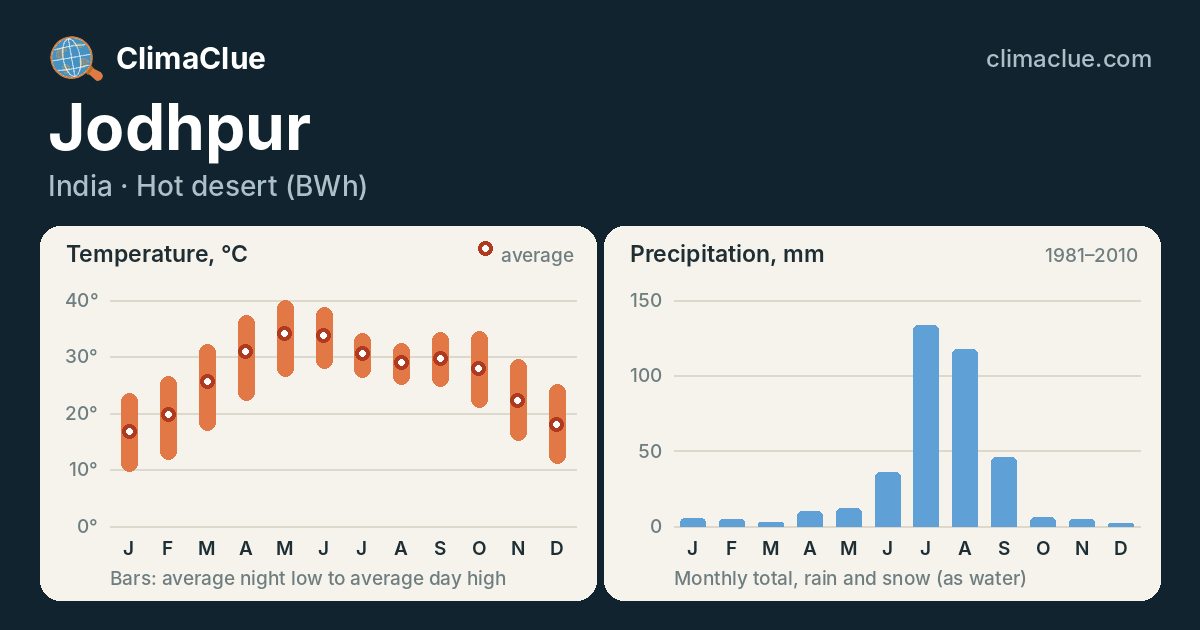 ClimaClue
climaclue.com
Jodhpur
India · Hot desert (BWh)
Temperature, °C
average
40°
30°
20°
10°
0°
J F M A M J J A S O N D
Bars: average night low to average day high
Precipitation, mm
1981–2010
150
100
50
0
J F M A M J J A S O N D
Monthly total, rain and snow (as water)